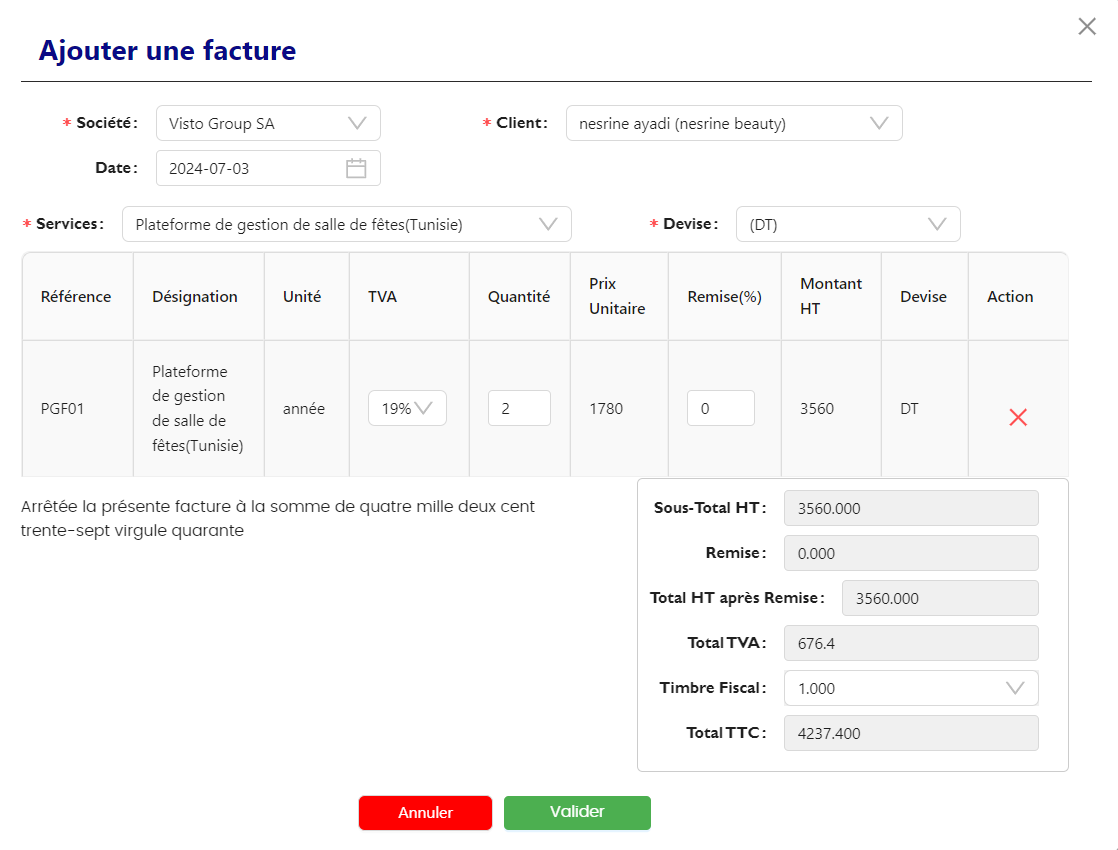 Ajouter une facture
* Société: Visto Group SA
* Client: nesrine ayadi (nesrine beauty)
Date: 2024-07-03
* Services: Plateforme de gestion de salle de fêtes(Tunisie)
* Devise: (DT)
Référence
Désignation
Unité
TVA
Quantité
Prix
Unitaire
Remise(%)
Montant
HT
Devise
Action
PGF01
Plateforme
de gestion
de salle de
fêtes(Tunisie)
année
19%
2
1780
0
3560
DT
Arrêtée la présente facture à la somme de quatre mille deux cent
trente-sept virgule quarante
Sous-Total HT: 3560.000
Remise: 0.000
Total HT après Remise: 3560.000
Total TVA: 676.4
Timbre Fiscal: 1.000
Total TTC: 4237.400
Annuler
Valider